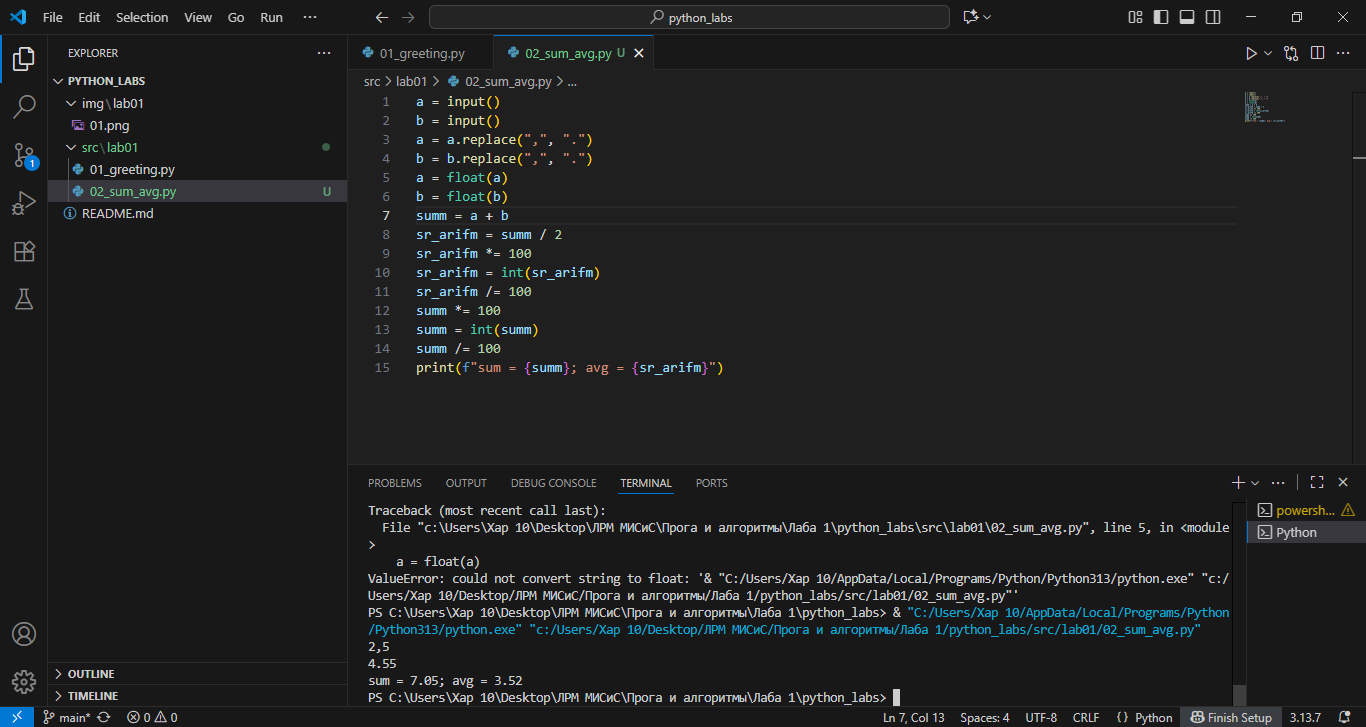 File Edit Selection View Go Run ···
python_labs
EXPLORER ···
PYTHON_LABS
img\lab01
01.png
src\lab01
01_greeting.py
02_sum_avg.py U
README.md
OUTLINE
TIMELINE
1
01_greeting.py
02_sum_avg.py U
src > lab01 > 02_sum_avg.py > ...
1 a = input()
2 b = input()
3 a = a.replace(",", ".")
4 b = b.replace(",", ".")
5 a = float(a)
6 b = float(b)
7 summ = a + b
8 sr_arifm = summ / 2
9 sr_arifm *= 100
10 sr_arifm = int(sr_arifm)
11 sr_arifm /= 100
12 summ *= 100
13 summ = int(summ)
14 summ /= 100
15 print(f"sum = {summ}; avg = {sr_arifm}")
PROBLEMS OUTPUT DEBUG CONSOLE TERMINAL PORTS
powersh...
Python
Traceback (most recent call last):
File "c:\Users\Хар 10\Desktop\ЛРМ МИСиС\Прога и алгоритмы\Лаба 1\python_labs\src\lab01\02_sum_avg.py", line 5, in <module
>
a = float(a)
ValueError: could not convert string to float: '& "C:/Users/Хар 10/AppData/Local/Programs/Python/Python313/python.exe" "c:/
Users/Хар 10/Desktop/ЛРМ МИСиС/Прога и алгоритмы/Лаба 1/python_labs/src/lab01/02_sum_avg.py"'
PS C:\Users\Хар 10\Desktop\ЛРМ МИСиС\Прога и алгоритмы\Лаба 1\python_labs> & "C:/Users/Хар 10/AppData/Local/Programs/Python
/Python313/python.exe" "c:/Users/Хар 10/Desktop/ЛРМ МИСиС/Прога и алгоритмы/Лаба 1/python_labs/src/lab01/02_sum_avg.py"
2,5
4.55
sum = 7.05; avg = 3.52
PS C:\Users\Хар 10\Desktop\ЛРМ МИСиС\Прога и алгоритмы\Лаба 1\python_labs>
main* 0 0 Ln 7, Col 13 Spaces: 4 UTF-8 CRLF {} Python Finish Setup 3.13.7